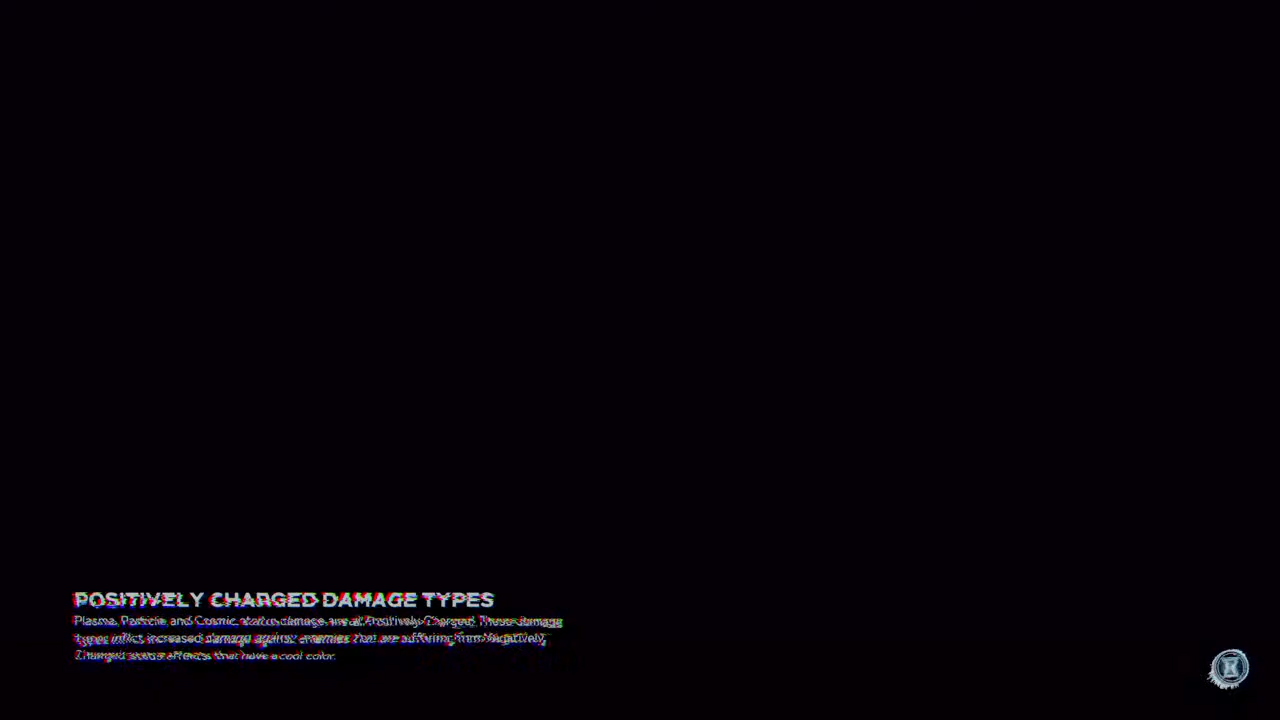 POSITIVELY CHARGED DAMAGE TYPES
Plasma, Particle and Cosmic status damage are all Positively Charged. These damage
types inflict increased damage against enemies that are suffering from Negatively
Charged status effects that have a cool color.